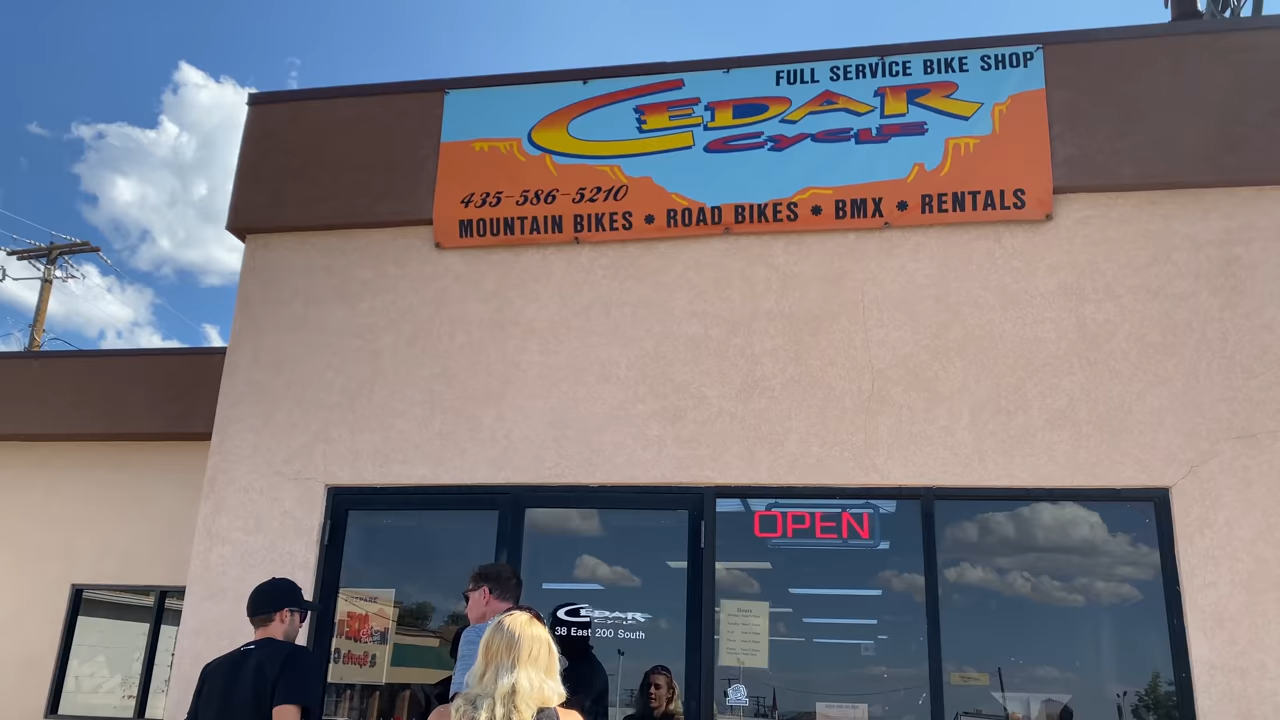 FULL SERVICE BIKE SHOP
CEDAR
CYCLE
435-586-5210
MOUNTAIN BIKES * ROAD BIKES * BMX * RENTALS
OPEN
CEDAR
CYCLE
38 East 200 South
Hours